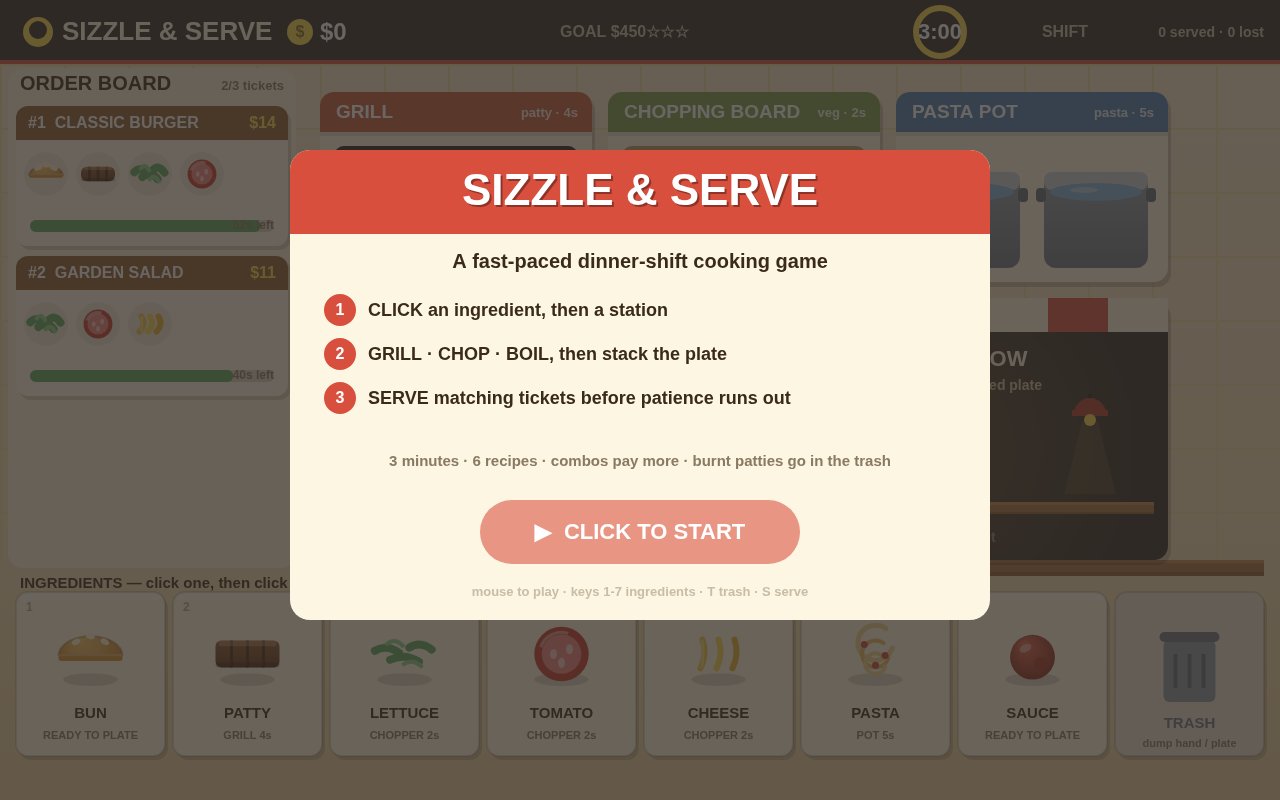 SIZZLE & SERVE $ $0 GOAL $450☆☆☆ 3:00 SHIFT 0 served · 0 lost
ORDER BOARD 2/3 tickets
#1 CLASSIC BURGER $14
left
#2 GARDEN SALAD $11
40s left
GRILL patty · 4s
CHOPPING BOARD veg · 2s
PASTA POT pasta · 5s
SIZZLE & SERVE
A fast-paced dinner-shift cooking game
1 CLICK an ingredient, then a station
2 GRILL · CHOP · BOIL, then stack the plate
3 SERVE matching tickets before patience runs out
3 minutes · 6 recipes · combos pay more · burnt patties go in the trash
▶ CLICK TO START
mouse to play · keys 1-7 ingredients · T trash · S serve
OW
ed plate
INGREDIENTS — click one, then click
1
BUN
READY TO PLATE
2
PATTY
GRILL 4s
LETTUCE
CHOPPER 2s
TOMATO
CHOPPER 2s
CHEESE
CHOPPER 2s
PASTA
POT 5s
SAUCE
READY TO PLATE
TRASH
dump hand / plate